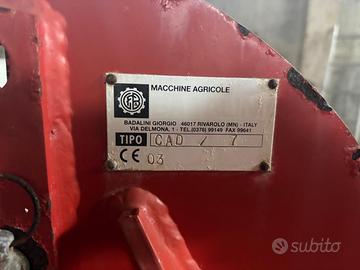 MACCHINE AGRICOLE
BADALINI GIORGIO 46017 RIVAROLO (MN) - ITALY
VIA DELMONA, 1 - TEL.(0376) 99149 FAX 99641
TIPO CAD / 7
CE 03
subito